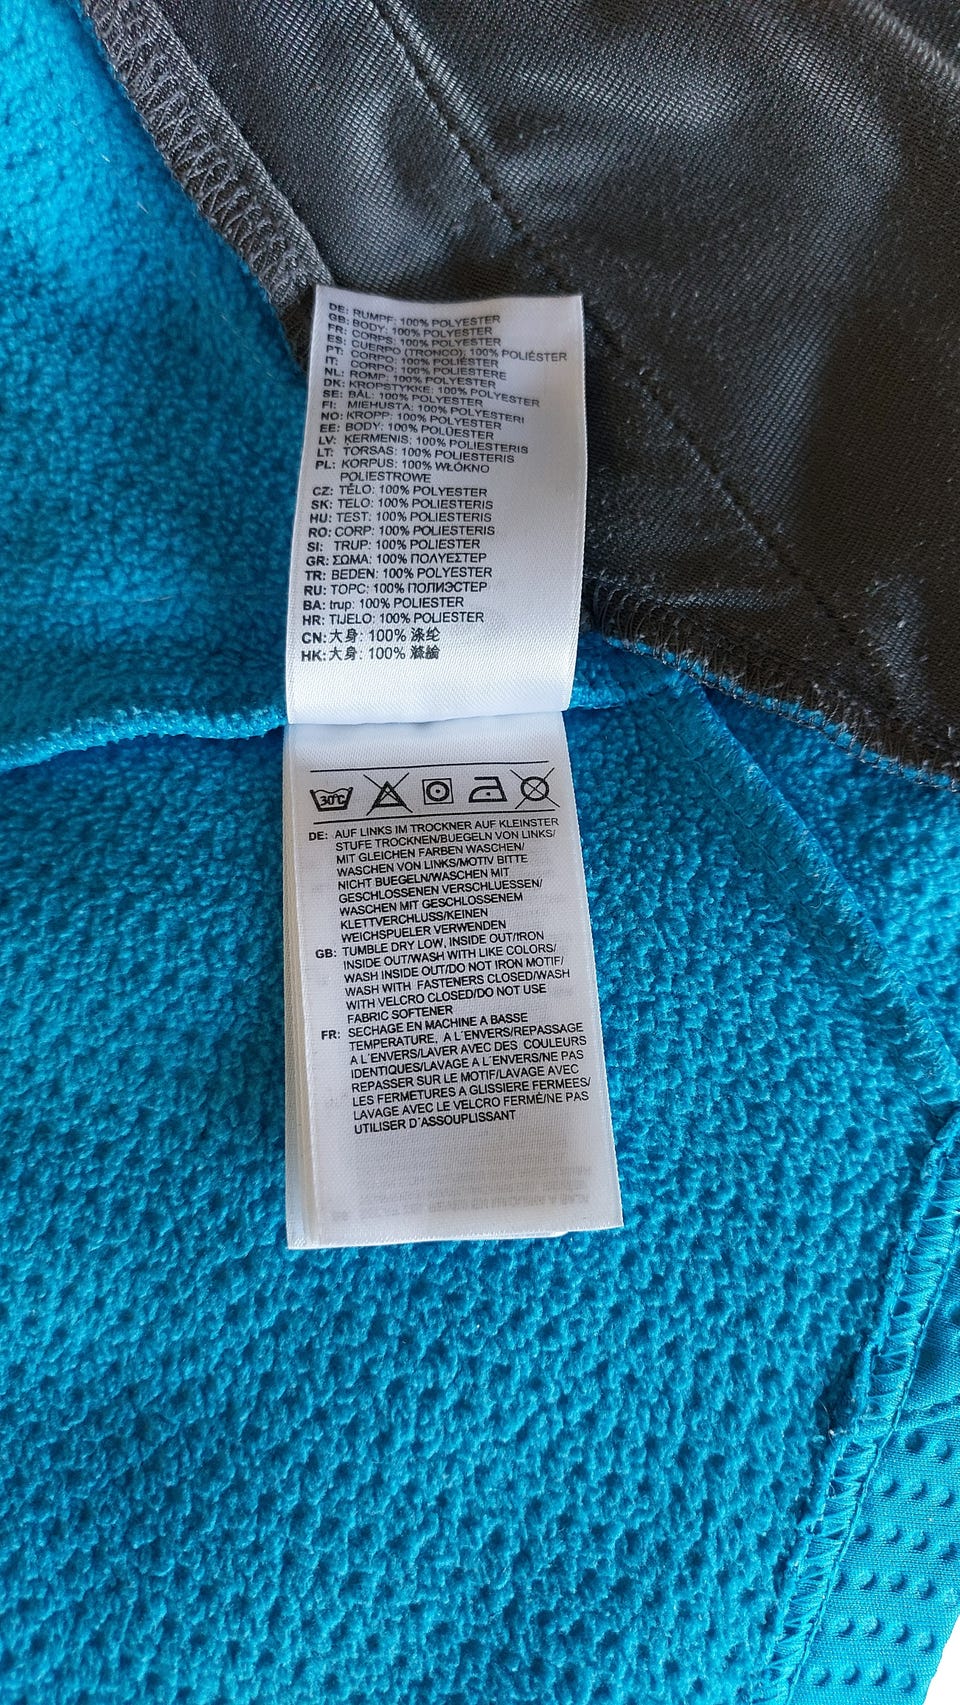 DE: RUMPF: 100% POLYESTER
GB: BODY: 100% POLYESTER
FR: CORPS: 100% POLYESTER
ES: CUERPO (TRONCO): 100% POLIÉSTER
PT: CORPO: 100% POLIÉSTER
IT: CORPO: 100% POLIESTERE
NL: ROMP: 100% POLYESTER
DK: KROPSTYKKE: 100% POLYESTER
SE: BÅL: 100% POLYESTER
FI: MIEHUSTA: 100% POLYESTERI
NO: KROPP: 100% POLYESTER
EE: BODY: 100% POLÜESTER
LV: ĶERMENIS: 100% POLIESTERIS
LT: TORSAS: 100% POLIESTERIS
PL: KORPUS: 100% WŁÓKNO
POLIESTROWE
CZ: TĚLO: 100% POLYESTER
SK: TELO: 100% POLIESTERIS
HU: TEST: 100% POLIESTERIS
RO: CORP: 100% POLIESTERIS
SI: TRUP: 100% POLIESTER
GR: ΣΩΜΑ: 100% ΠΟΛΥΕΣΤΕΡ
TR: BEDEN: 100% POLYESTER
RU: ТОРС: 100% ПОЛИЭСТЕР
BA: trup: 100% POLIESTER
HR: TIJELO: 100% POLIESTER
CN: 大身: 100% 涤纶
HK: 大身: 100% 滌綸
30°C
DE: AUF LINKS IM TROCKNER AUF KLEINSTER
STUFE TROCKNEN/BUEGELN VON LINKS/
MIT GLEICHEN FARBEN WASCHEN/
WASCHEN VON LINKS/MOTIV BITTE
NICHT BUEGELN/WASCHEN MIT
GESCHLOSSENEN VERSCHLUESSEN/
WASCHEN MIT GESCHLOSSENEM
KLETTVERCHLUSS/KEINEN
WEICHSPUELER VERWENDEN
GB: TUMBLE DRY LOW, INSIDE OUT/IRON
INSIDE OUT/WASH WITH LIKE COLORS/
WASH INSIDE OUT/DO NOT IRON MOTIF/
WASH WITH FASTENERS CLOSED/WASH
WITH VELCRO CLOSED/DO NOT USE
FABRIC SOFTENER
FR: SECHAGE EN MACHINE A BASSE
TEMPERATURE, A L´ENVERS/REPASSAGE
A L´ENVERS/LAVER AVEC DES COULEURS
IDENTIQUES/LAVAGE A L´ENVERS/NE PAS
REPASSER SUR LE MOTIF/LAVAGE AVEC
LES FERMETURES A GLISSIERE FERMEES/
LAVAGE AVEC LE VELCRO FERMÉ/NE PAS
UTILISER D´ASSOUPLISSANT